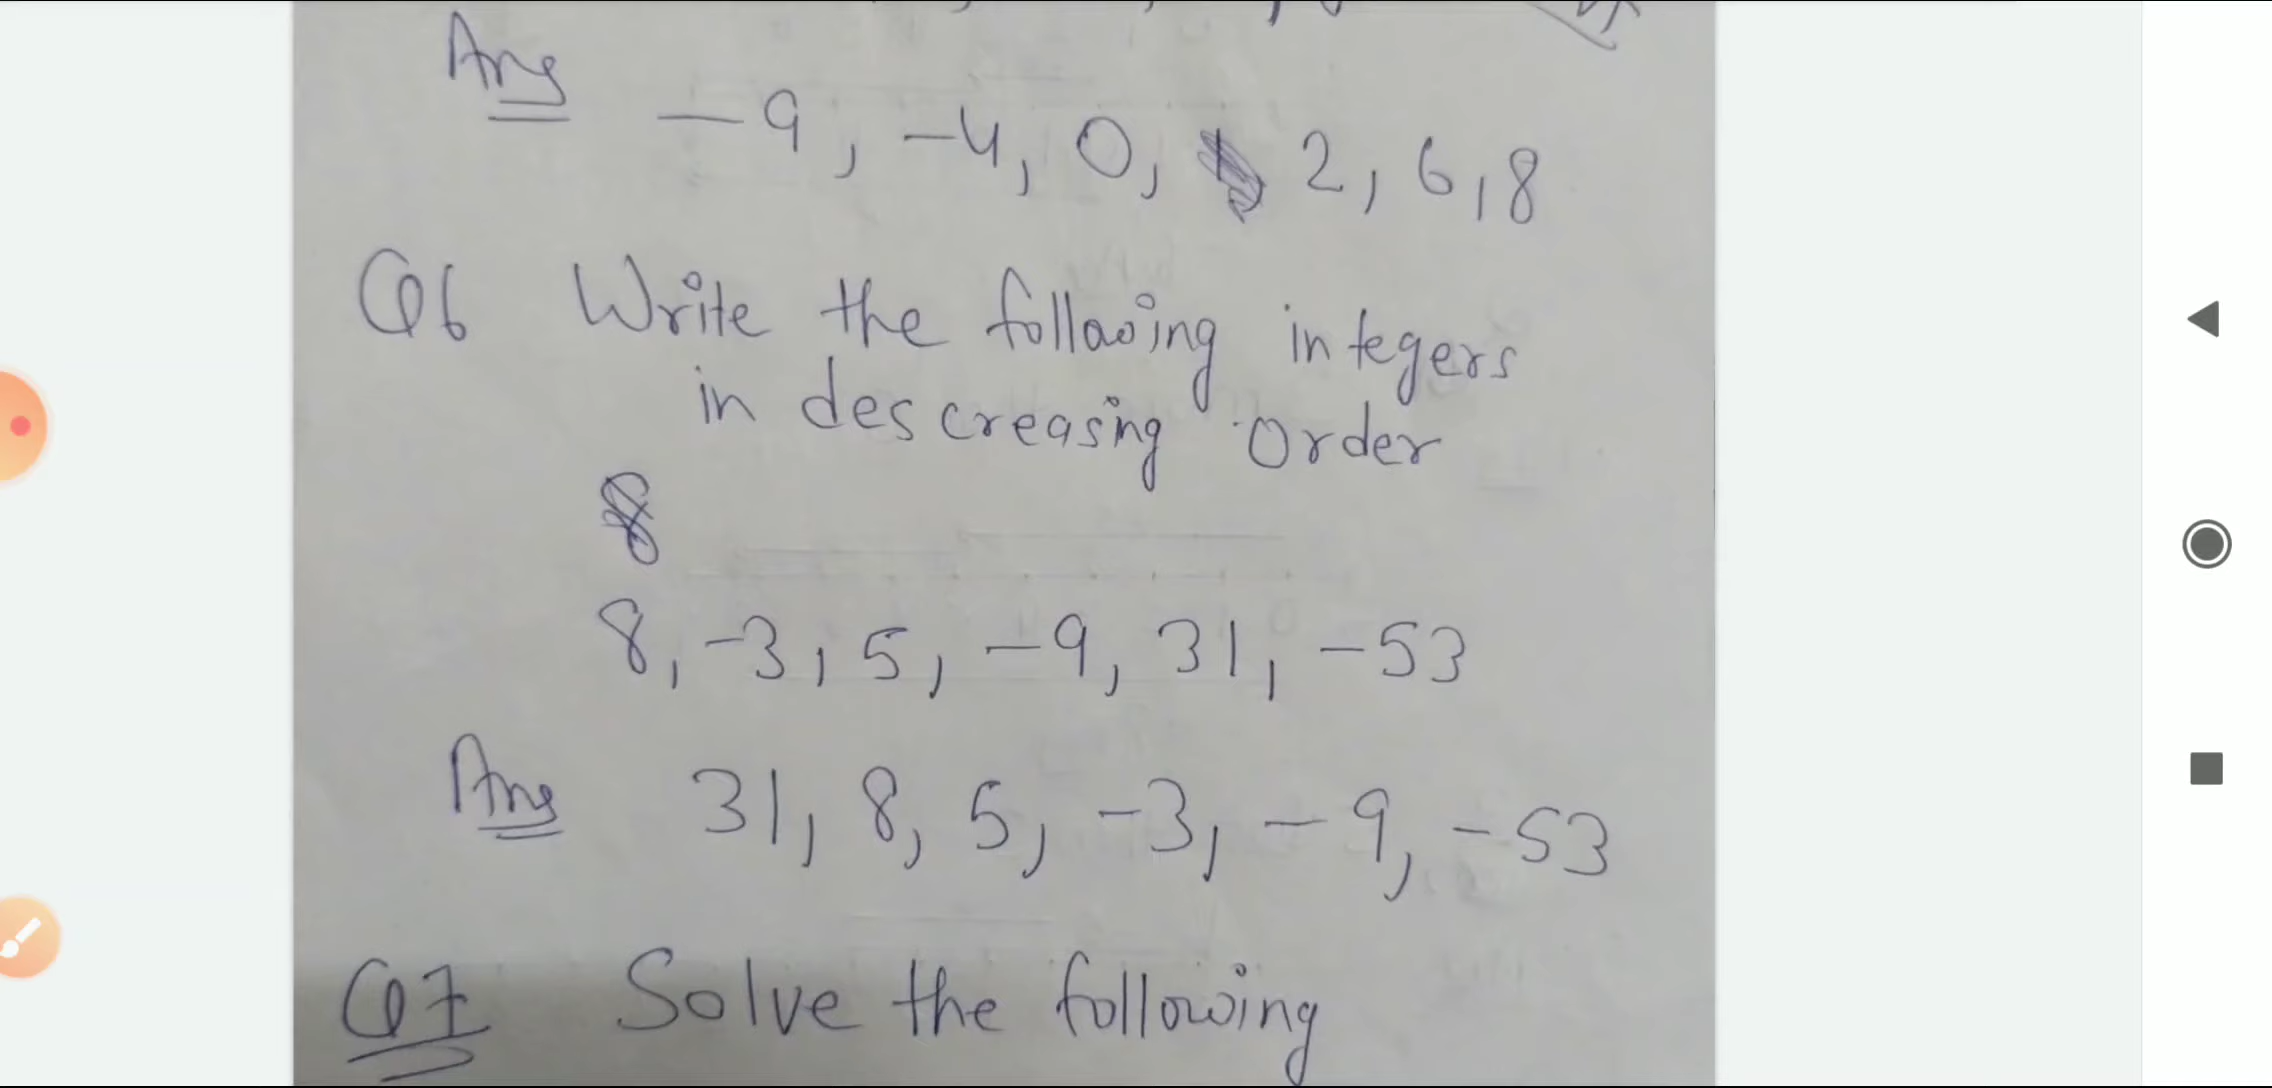 Ans
-9, -4, 0, 2, 6, 8
Q6 Write the following integers
in descreasing order
8, -3, 5, -9, 31, -53
Ans 31, 8, 5, -3, -9, -53
Q7 Solve the following